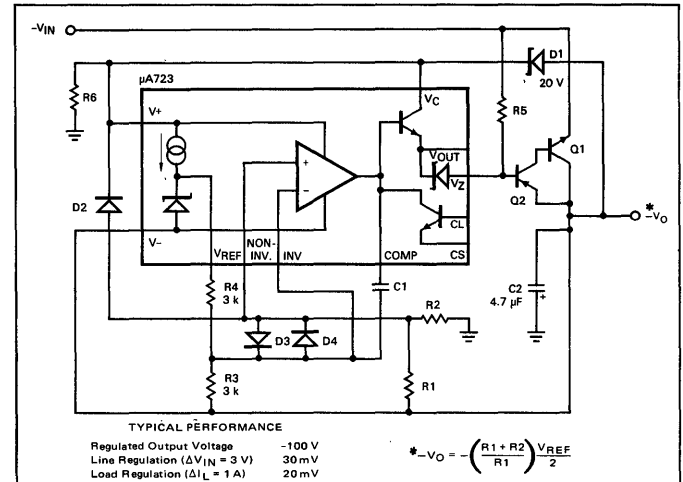 -VIN
D1
20 V
μA723
R6
VC
R5
V+
Q1
VOUT
VZ
Q2
*
-VO
D2
CL
V-
VREF
NON-
INV.
INV
COMP
CS
R4
3 k
C1
C2
4.7 μF
+
R2
D3
D4
R3
3 k
R1
TYPICAL PERFORMANCE
Regulated Output Voltage -100 V
Line Regulation (ΔVIN = 3 V) 30 mV
Load Regulation (ΔIL = 1 A) 20 mV
*-VO = -((R1 + R2)/R1) VREF/2